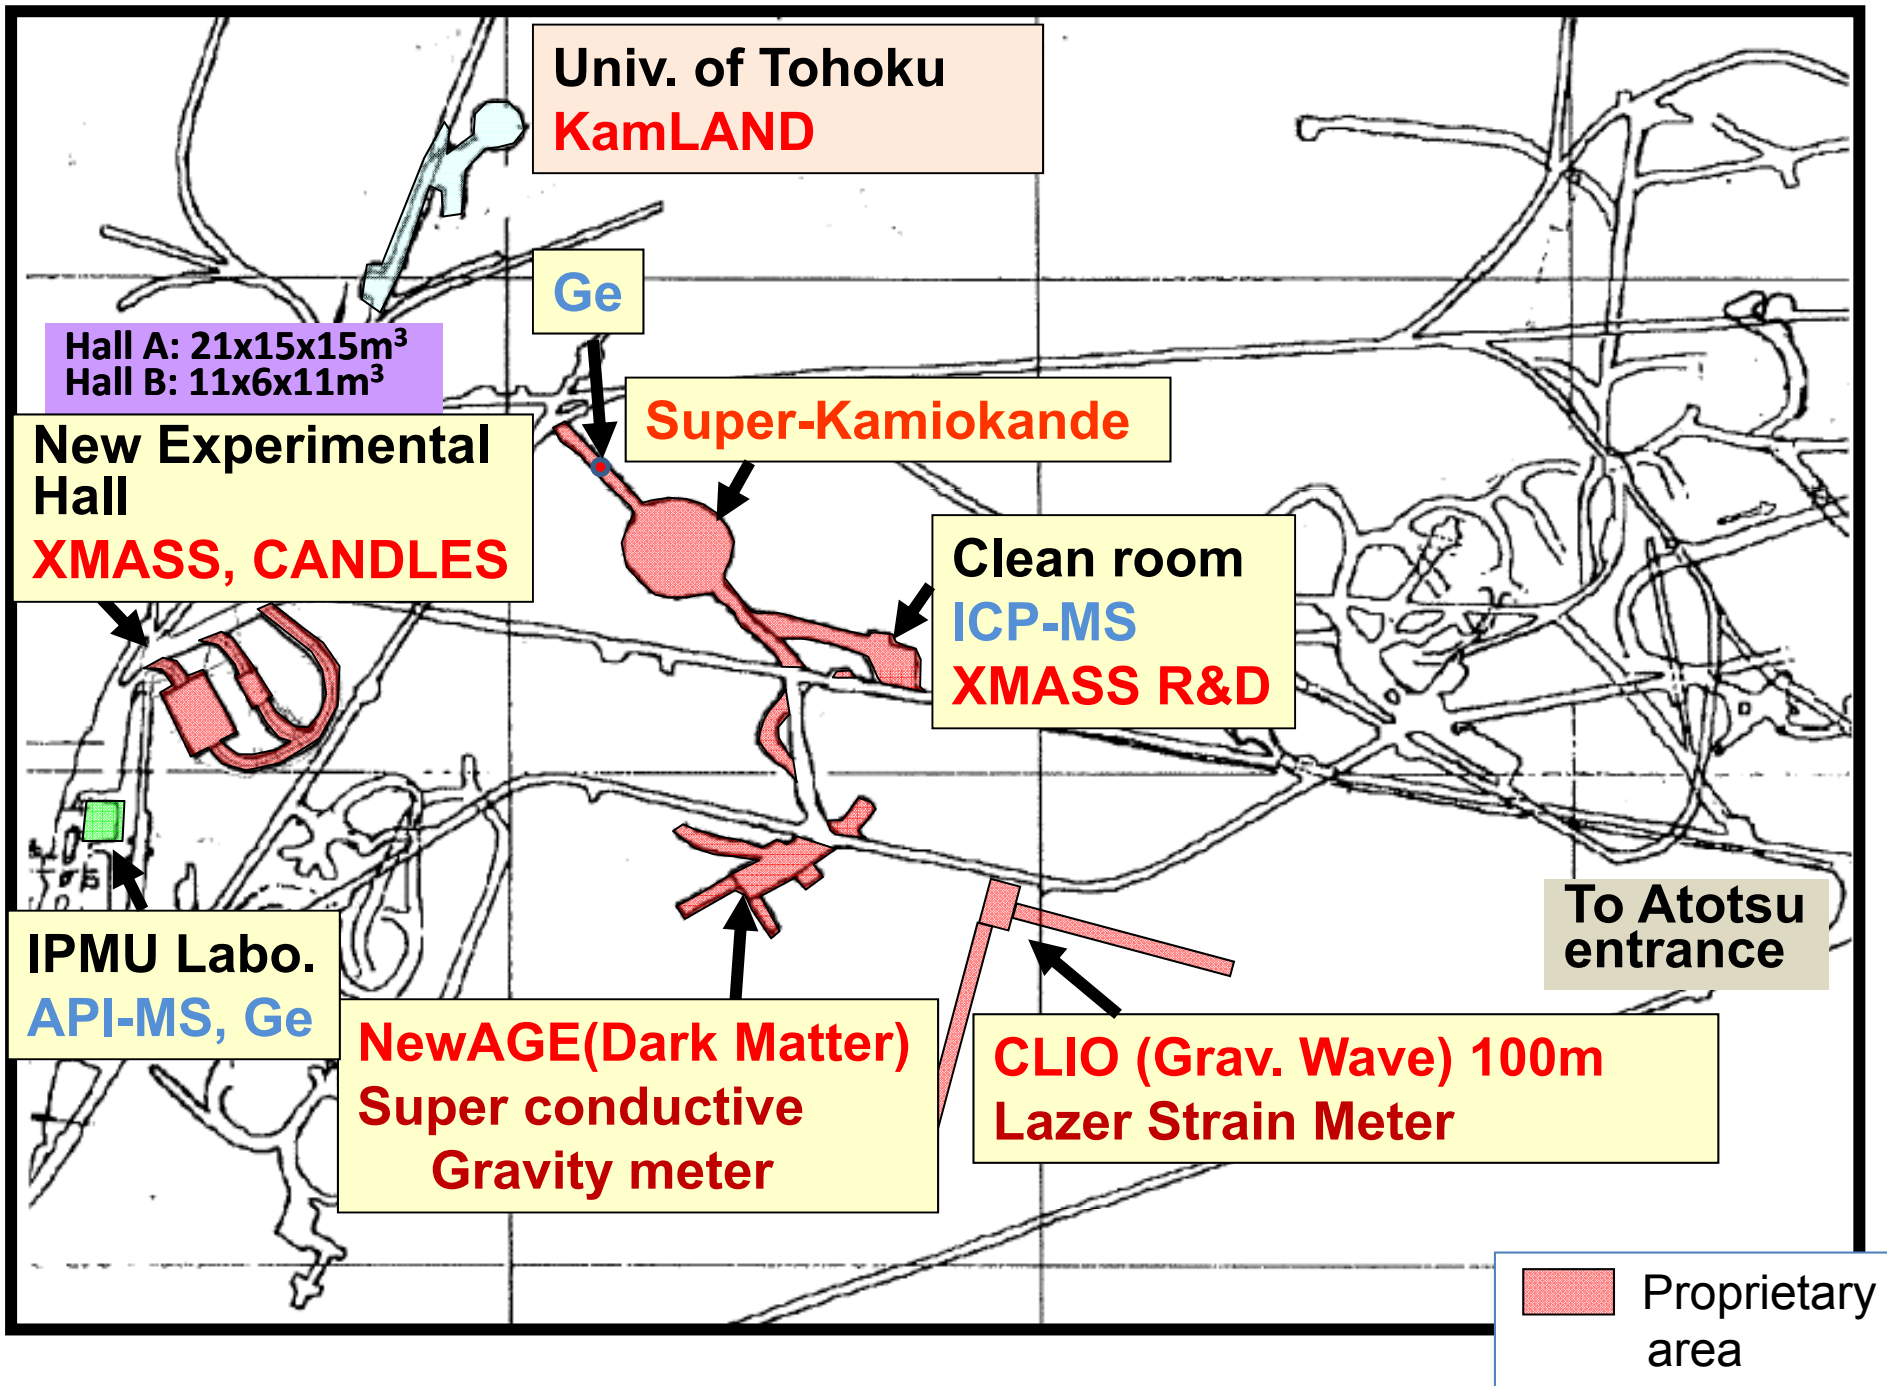 Univ. of Tohoku
KamLAND
Ge
Hall A: 21x15x15m³
Hall B: 11x6x11m³
Super-Kamiokande
New Experimental
Hall
XMASS, CANDLES
Clean room
ICP-MS
XMASS R&D
To Atotsu
entrance
IPMU Labo.
API-MS, Ge
NewAGE(Dark Matter)
Super conductive
Gravity meter
CLIO (Grav. Wave) 100m
Lazer Strain Meter
Proprietary
area